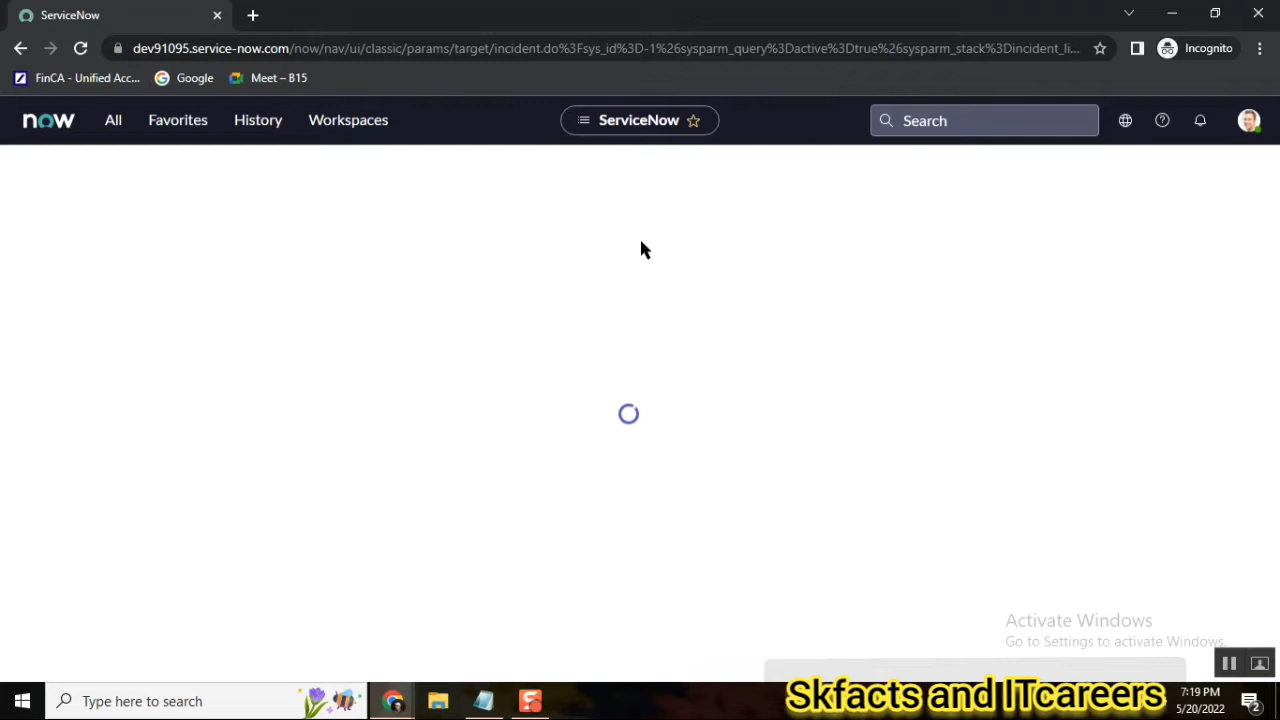 ServiceNow
dev91095.service-now.com/now/nav/ui/classic/params/target/incident.do%3Fsys_id%3D-1%26sysparm_query%3Dactive%3Dtrue%26sysparm_stack%3Dincident_li...
Incognito
FinCA - Unified Acc...
Google
Meet – B15
now
All
Favorites
History
Workspaces
ServiceNow
Search
Activate Windows
Go to Settings to activate Windows.
Type here to search
Skfacts and ITcareers
7:19 PM
5/20/2022
2